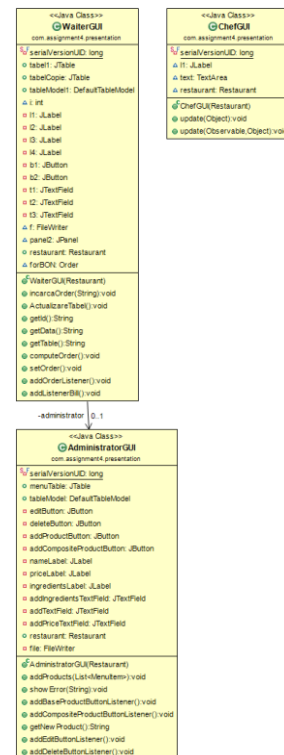 <<Java Class>>
WaiterGUI
com.assignment4.presentation
serialVersionUID: long
tabel1: JTable
tabelCopie: JTable
tableModel1: DefaultTableModel
i: int
l1: JLabel
l2: JLabel
l3: JLabel
l4: JLabel
b1: JButton
b2: JButton
t1: JTextField
t2: JTextField
t3: JTextField
f: FileWriter
panel2: JPanel
restaurant: Restaurant
forBON: Order
WaiterGUI(Restaurant)
incarcaOrder(String):void
ActualizareTabel():void
getId():String
getData():String
getTable():String
computeOrder():void
setOrder():void
addOrderListener():void
addListenerBill():void
<<Java Class>>
ChefGUI
com.assignment4.presentation
serialVersionUID: long
l1: JLabel
text: TextArea
restaurant: Restaurant
ChefGUI(Restaurant)
update(Object):void
update(Observable,Object):void
-administrator 0..1
<<Java Class>>
AdministratorGUI
com.assignment4.presentation
serialVersionUID: long
menuTable: JTable
tableModel: DefaultTableModel
editButton: JButton
deleteButton: JButton
addProductButton: JButton
addCompositeProductButton: JButton
nameLabel: JLabel
priceLabel: JLabel
ingredientsLabel: JLabel
addIngredientsTextField: JTextField
addTextField: JTextField
addPriceTextField: JTextField
restaurant: Restaurant
file: FileWriter
AdministratorGUI(Restaurant)
addProducts(List<MenuItem>):void
show Error(String):void
addBaseProductButtonListener():void
addCompositeProductButtonListener():void
getNew Product():String
addEditButtonListener():void
addDeleteButtonListener():void